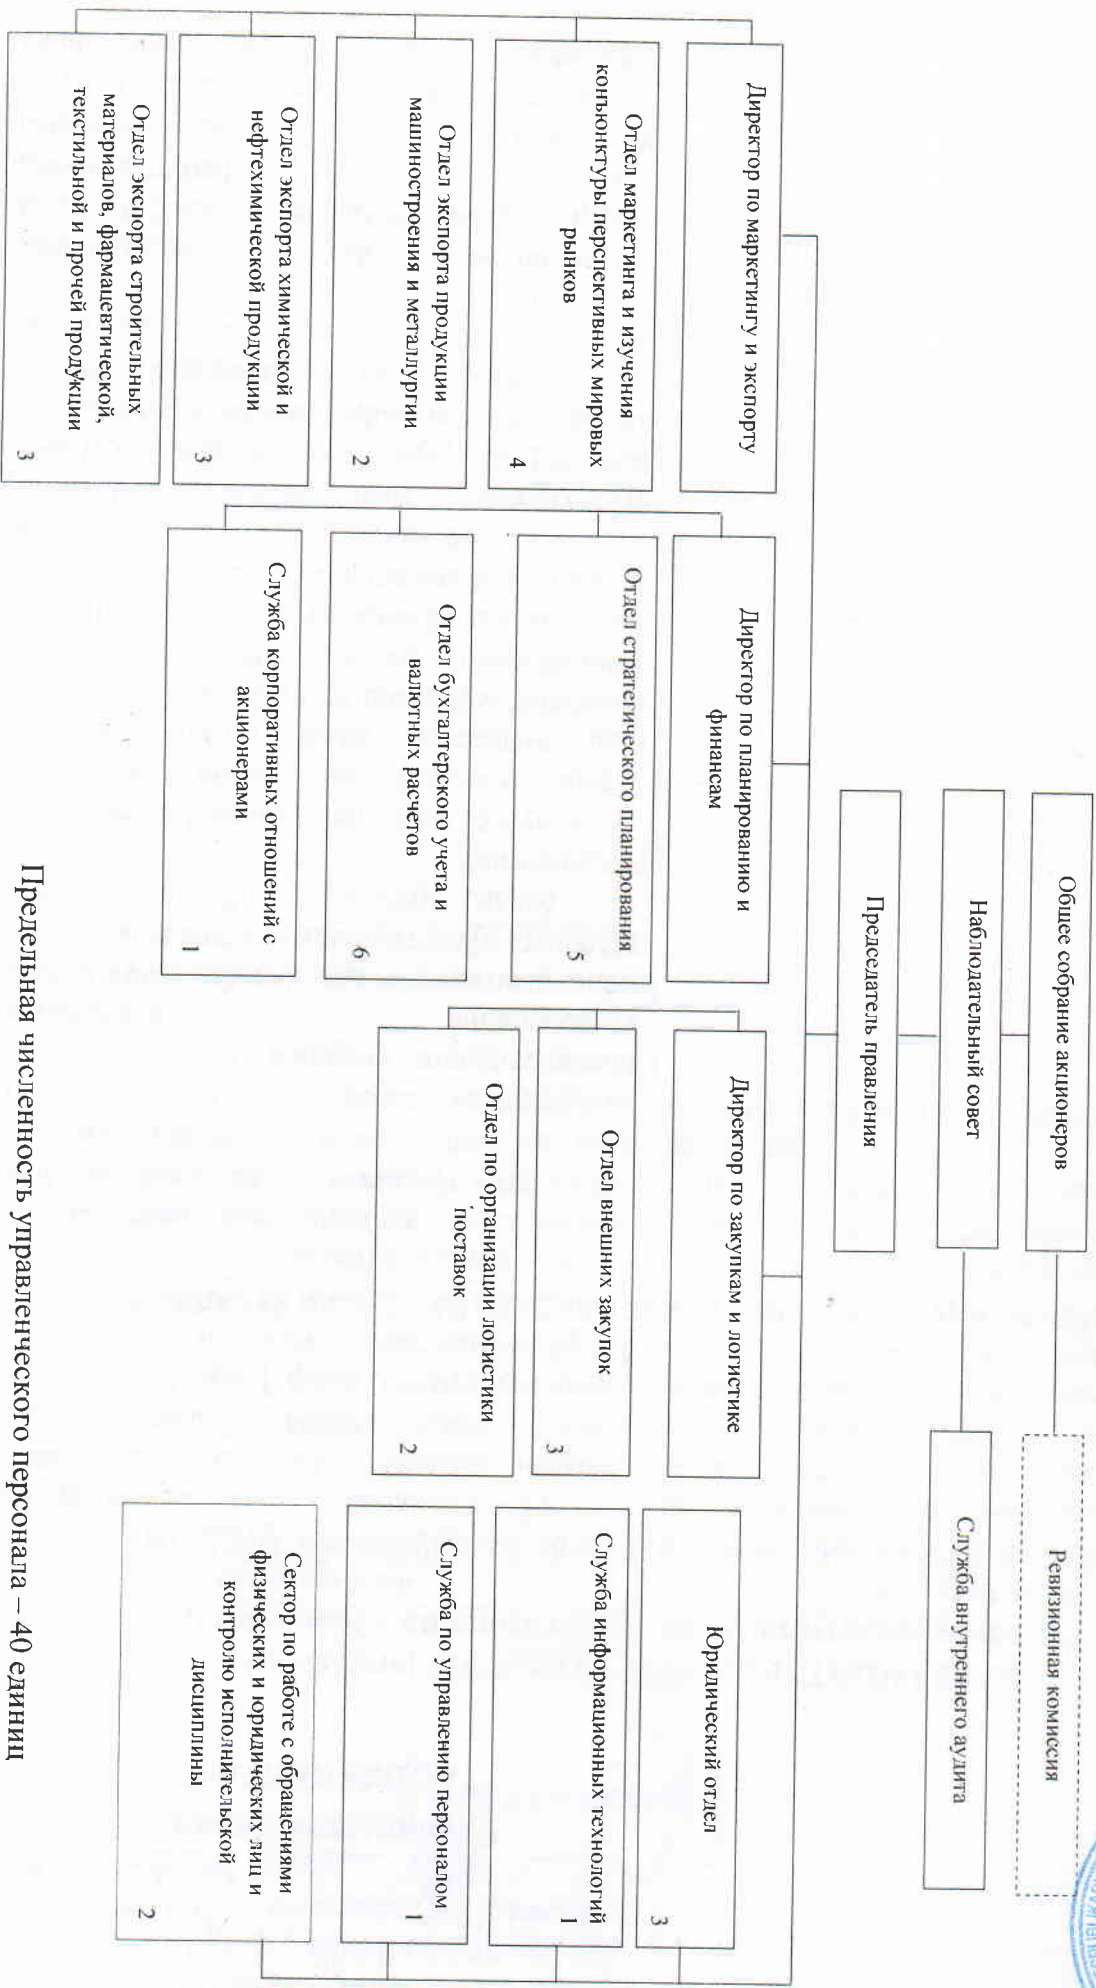 Общее собрание акционеров
Ревизионная комиссия
Наблюдательный совет
Служба внутреннего аудита
Председатель правления
Директор по маркетингу и экспорту
Отдел маркетинга и изучения
конъюнктуры перспективных мировых
рынков
4
Отдел экспорта продукции
машиностроения и металлургии
2
Отдел экспорта химической и
нефтехимической продукции
3
Отдел экспорта строительных
материалов, фармацевтической,
текстильной и прочей продукции
3
Директор по планированию и
финансам
Отдел стратегического планирования
5
Отдел бухгалтерского учета и
валютных расчетов
6
Служба корпоративных отношений с
акционерами
1
Директор по закупкам и логистике
Отдел внешних закупок
3
Отдел по организации логистики
поставок
2
Юридический отдел
3
Служба информационных технологий
1
Служба по управлению персоналом
1
Сектор по работе с обращениями
физических и юридических лиц и
контролю исполнительской
дисциплины
2
Предельная численность управленческого персонала – 40 единиц